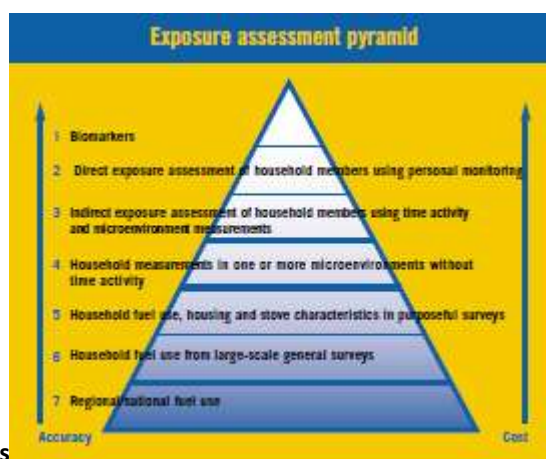 Exposure assessment pyramid
1 Biomarkers
2 Direct exposure assessment of household members using personal monitoring
3 Indirect exposure assessment of household members using time activity
and microenvironment measurements
4 Household measurements in one or more microenvironments without
time activity
5 Household fuel use, housing and stove characteristics in purposeful surveys
6 Household fuel use from large-scale general surveys
7 Regional/national fuel use
Accuracy
Cost
s